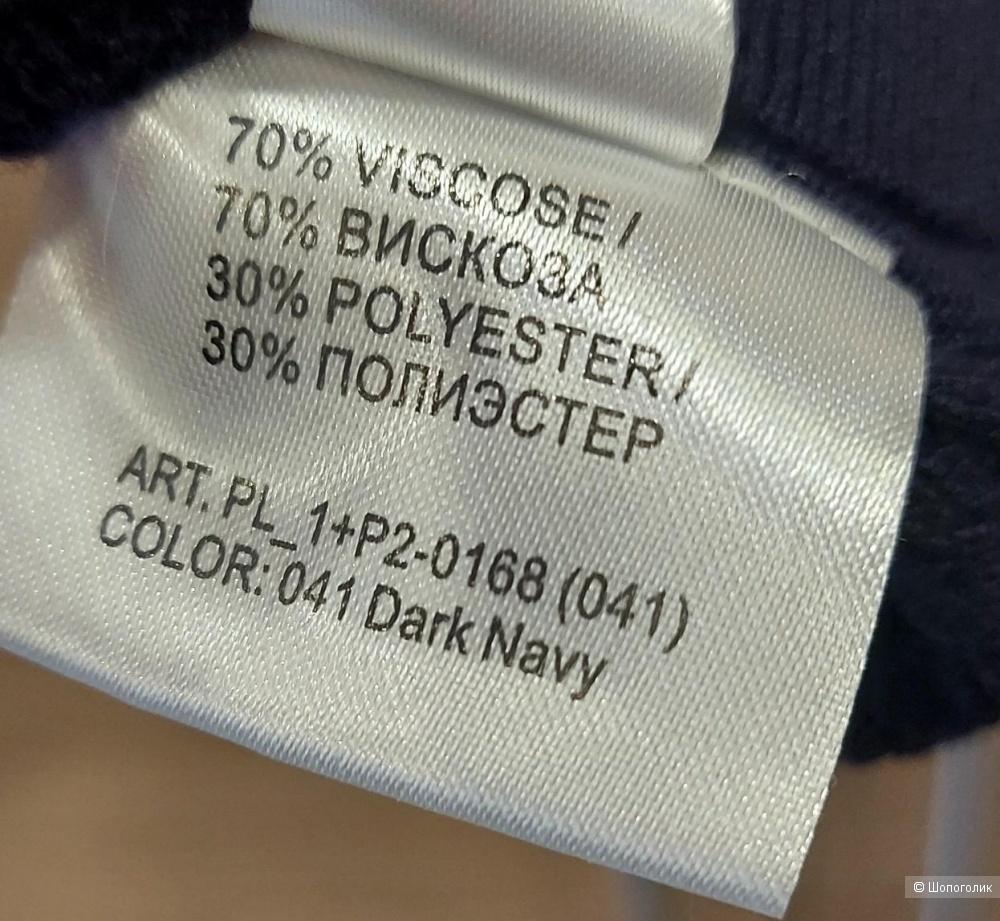 70% VISCOSE /
70% ВИСКОЗА
30% POLYESTER /
30% ПОЛИЭСТЕР
ART. PL_1+P2-0168 (041)
COLOR: 041 Dark Navy
© Шопоголик